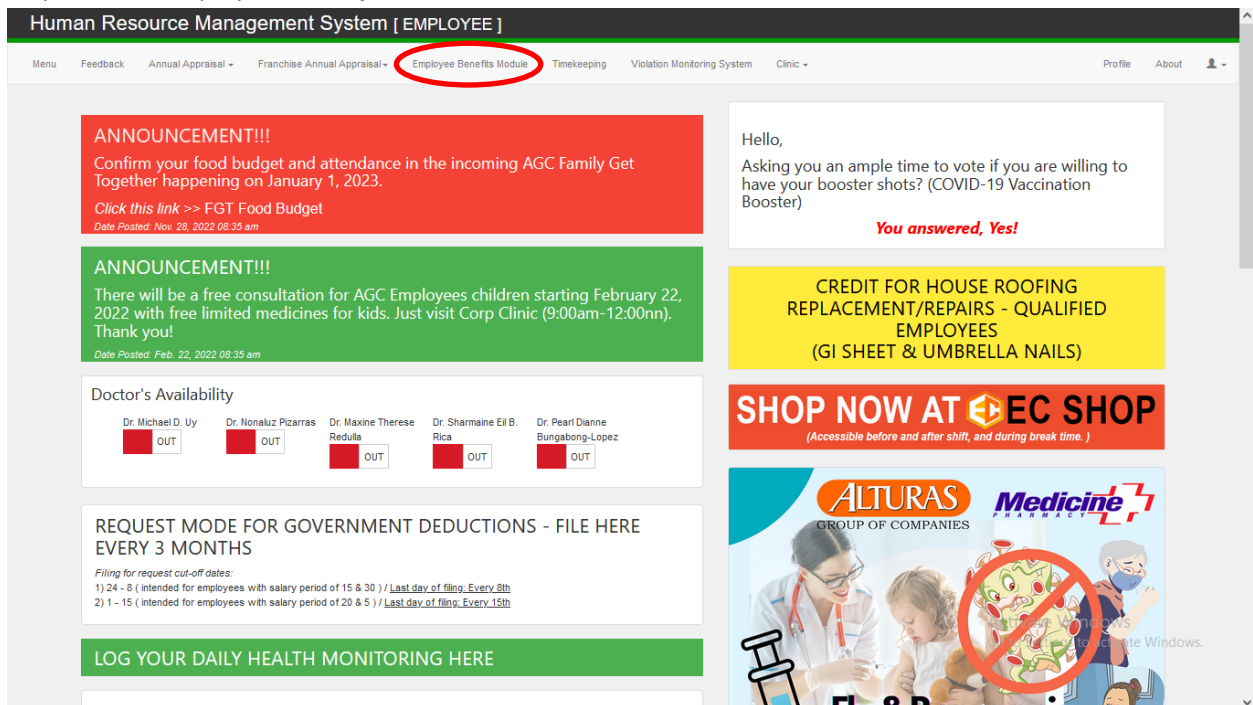 Human Resource Management System [ EMPLOYEE ]
Menu Feedback Annual Appraisal Franchise Annual Appraisal Employee Benefits Module Timekeeping Violation Monitoring System Clinic Profile About
ANNOUNCEMENT!!!
Confirm your food budget and attendance in the incoming AGC Family Get
Together happening on January 1, 2023.
Click this link >> FGT Food Budget
Date Posted: Nov. 28, 2022 08:35 am
ANNOUNCEMENT!!!
There will be a free consultation for AGC Employees children starting February 22,
2022 with free limited medicines for kids. Just visit Corp Clinic (9:00am-12:00nn).
Thank you!
Date Posted: Feb. 22, 2022 08:35 am
Doctor's Availability
Dr. Michael D. Uy
OUT
Dr. Nonaluz Pizarras
OUT
Dr. Maxine Therese
Redulla
OUT
Dr. Sharmaine Eil B.
Rica
OUT
Dr. Pearl Dianne
Bungabong-Lopez
OUT
REQUEST MODE FOR GOVERNMENT DEDUCTIONS - FILE HERE
EVERY 3 MONTHS
Filing for request cut-off dates:
1) 24 - 8 ( intended for employees with salary period of 15 & 30 ) / Last day of filing: Every 8th
2) 1 - 15 ( intended for employees with salary period of 20 & 5 ) / Last day of filing: Every 15th
LOG YOUR DAILY HEALTH MONITORING HERE
Hello,
Asking you an ample time to vote if you are willing to
have your booster shots? (COVID-19 Vaccination
Booster)
You answered, Yes!
CREDIT FOR HOUSE ROOFING
REPLACEMENT/REPAIRS - QUALIFIED
EMPLOYEES
(GI SHEET & UMBRELLA NAILS)
SHOP NOW AT EC SHOP
(Accessible before and after shift, and during break time. )
ALTURAS
GROUP OF COMPANIES
Medicine
PHARMACY
Activate Windows
to activate Windows.